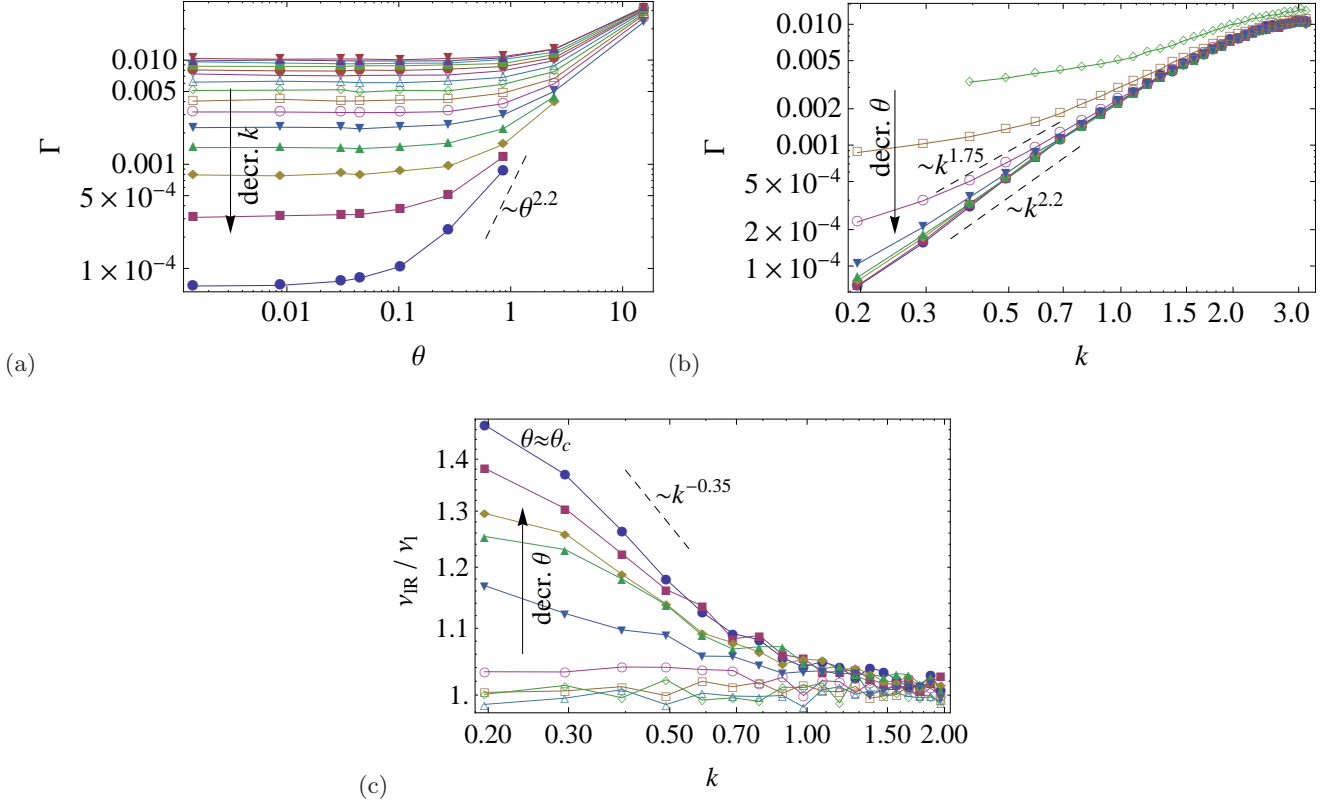 0.010
0.005
0.001
5 × 10⁻⁴
1 × 10⁻⁴
Γ
decr. k
~θ^2.2
0.01 0.1 1 10
θ
(a)
0.010
0.005
0.001
5 × 10⁻⁴
2 × 10⁻⁴
1 × 10⁻⁴
Γ
decr. θ
~k^1.75
~k^2.2
0.2 0.3 0.5 0.7 1.0 1.5 2.0 3.0
k
(b)
θ≈θ_c
1.4
1.3
1.2
1.1
1.
ν_IR / ν_l
decr. θ
~k^−0.35
0.20 0.30 0.50 0.70 1.00 1.50 2.00
k
(c)